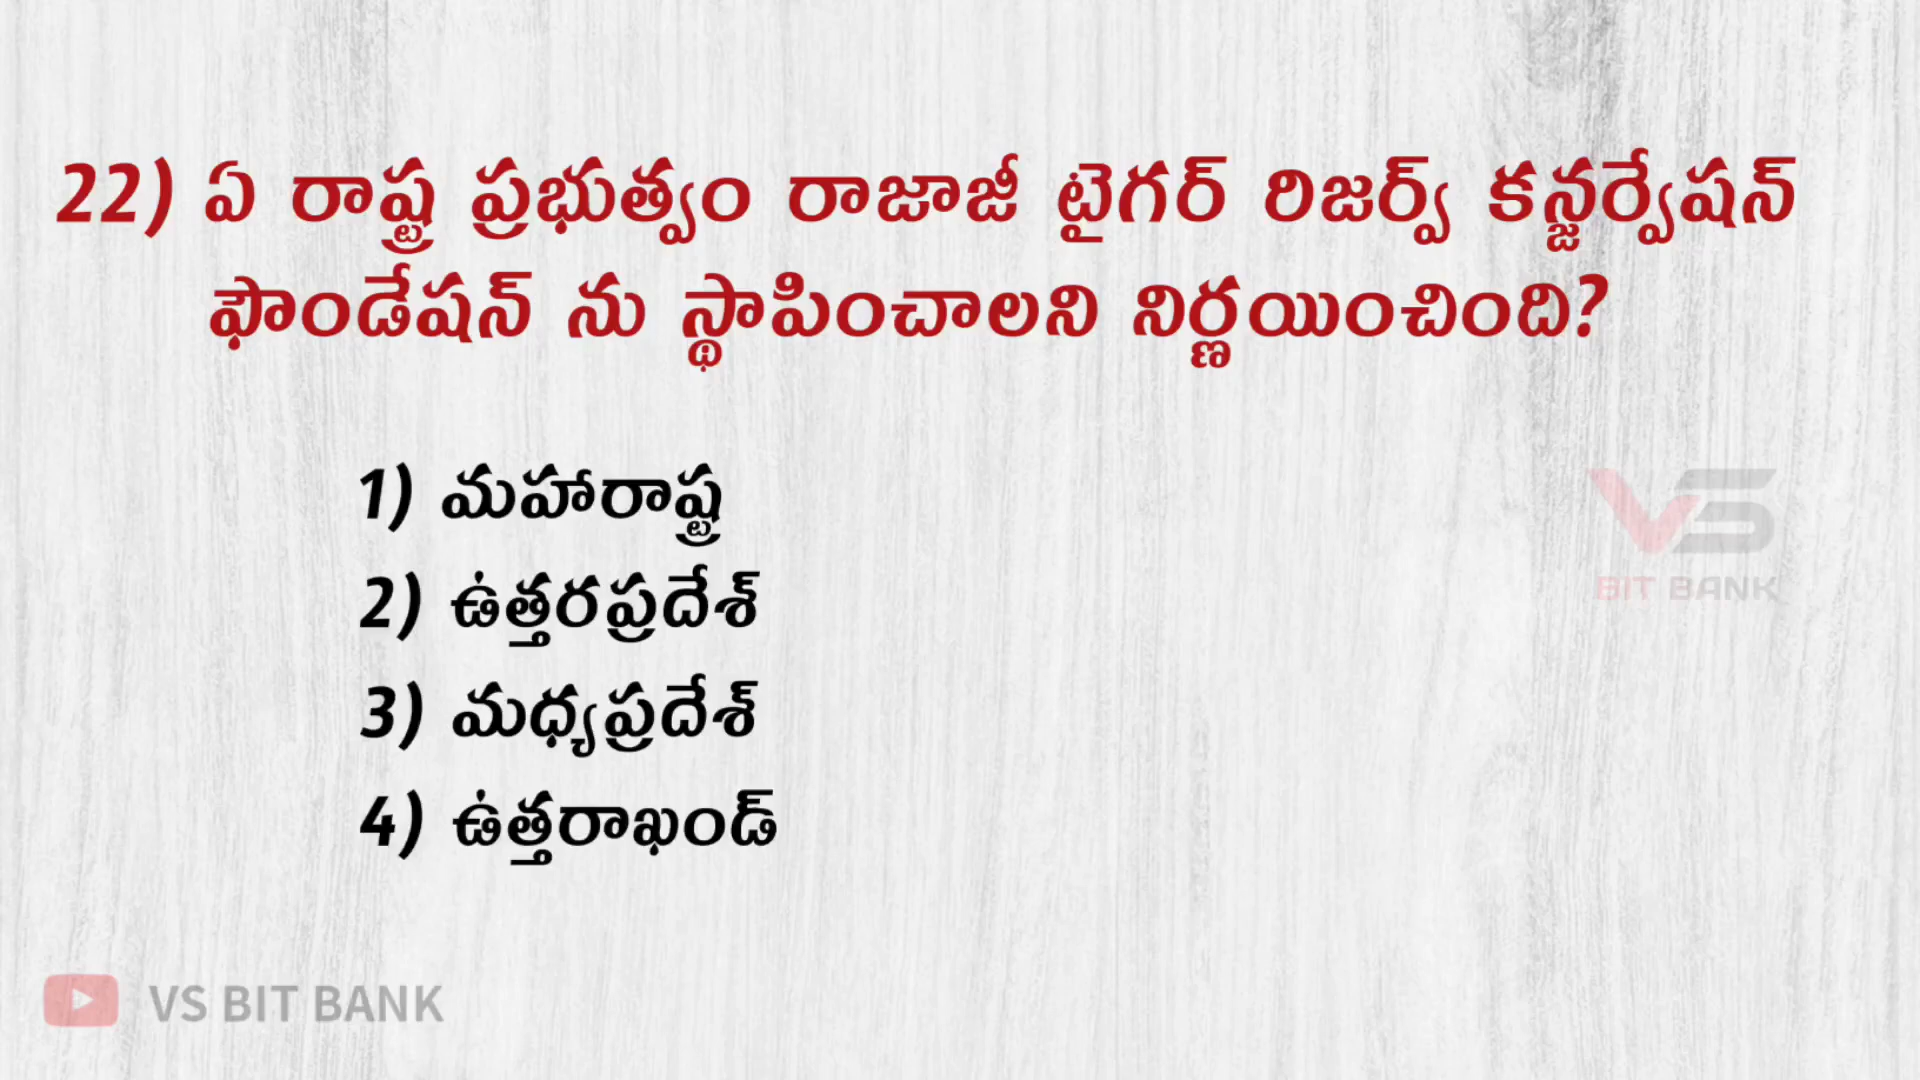 22) ఏ రాష్ట్ర ప్రభుత్వం రాజాజీ టైగర్ రిజర్వ్ కన్జర్వేషన్
ఫౌండేషన్ ను స్థాపించాలని నిర్ణయించింది?
1) మహారాష్ట్ర
2) ఉత్తరప్రదేశ్
3) మధ్యప్రదేశ్
4) ఉత్తరాఖండ్
VS
BIT BANK
VS BIT BANK